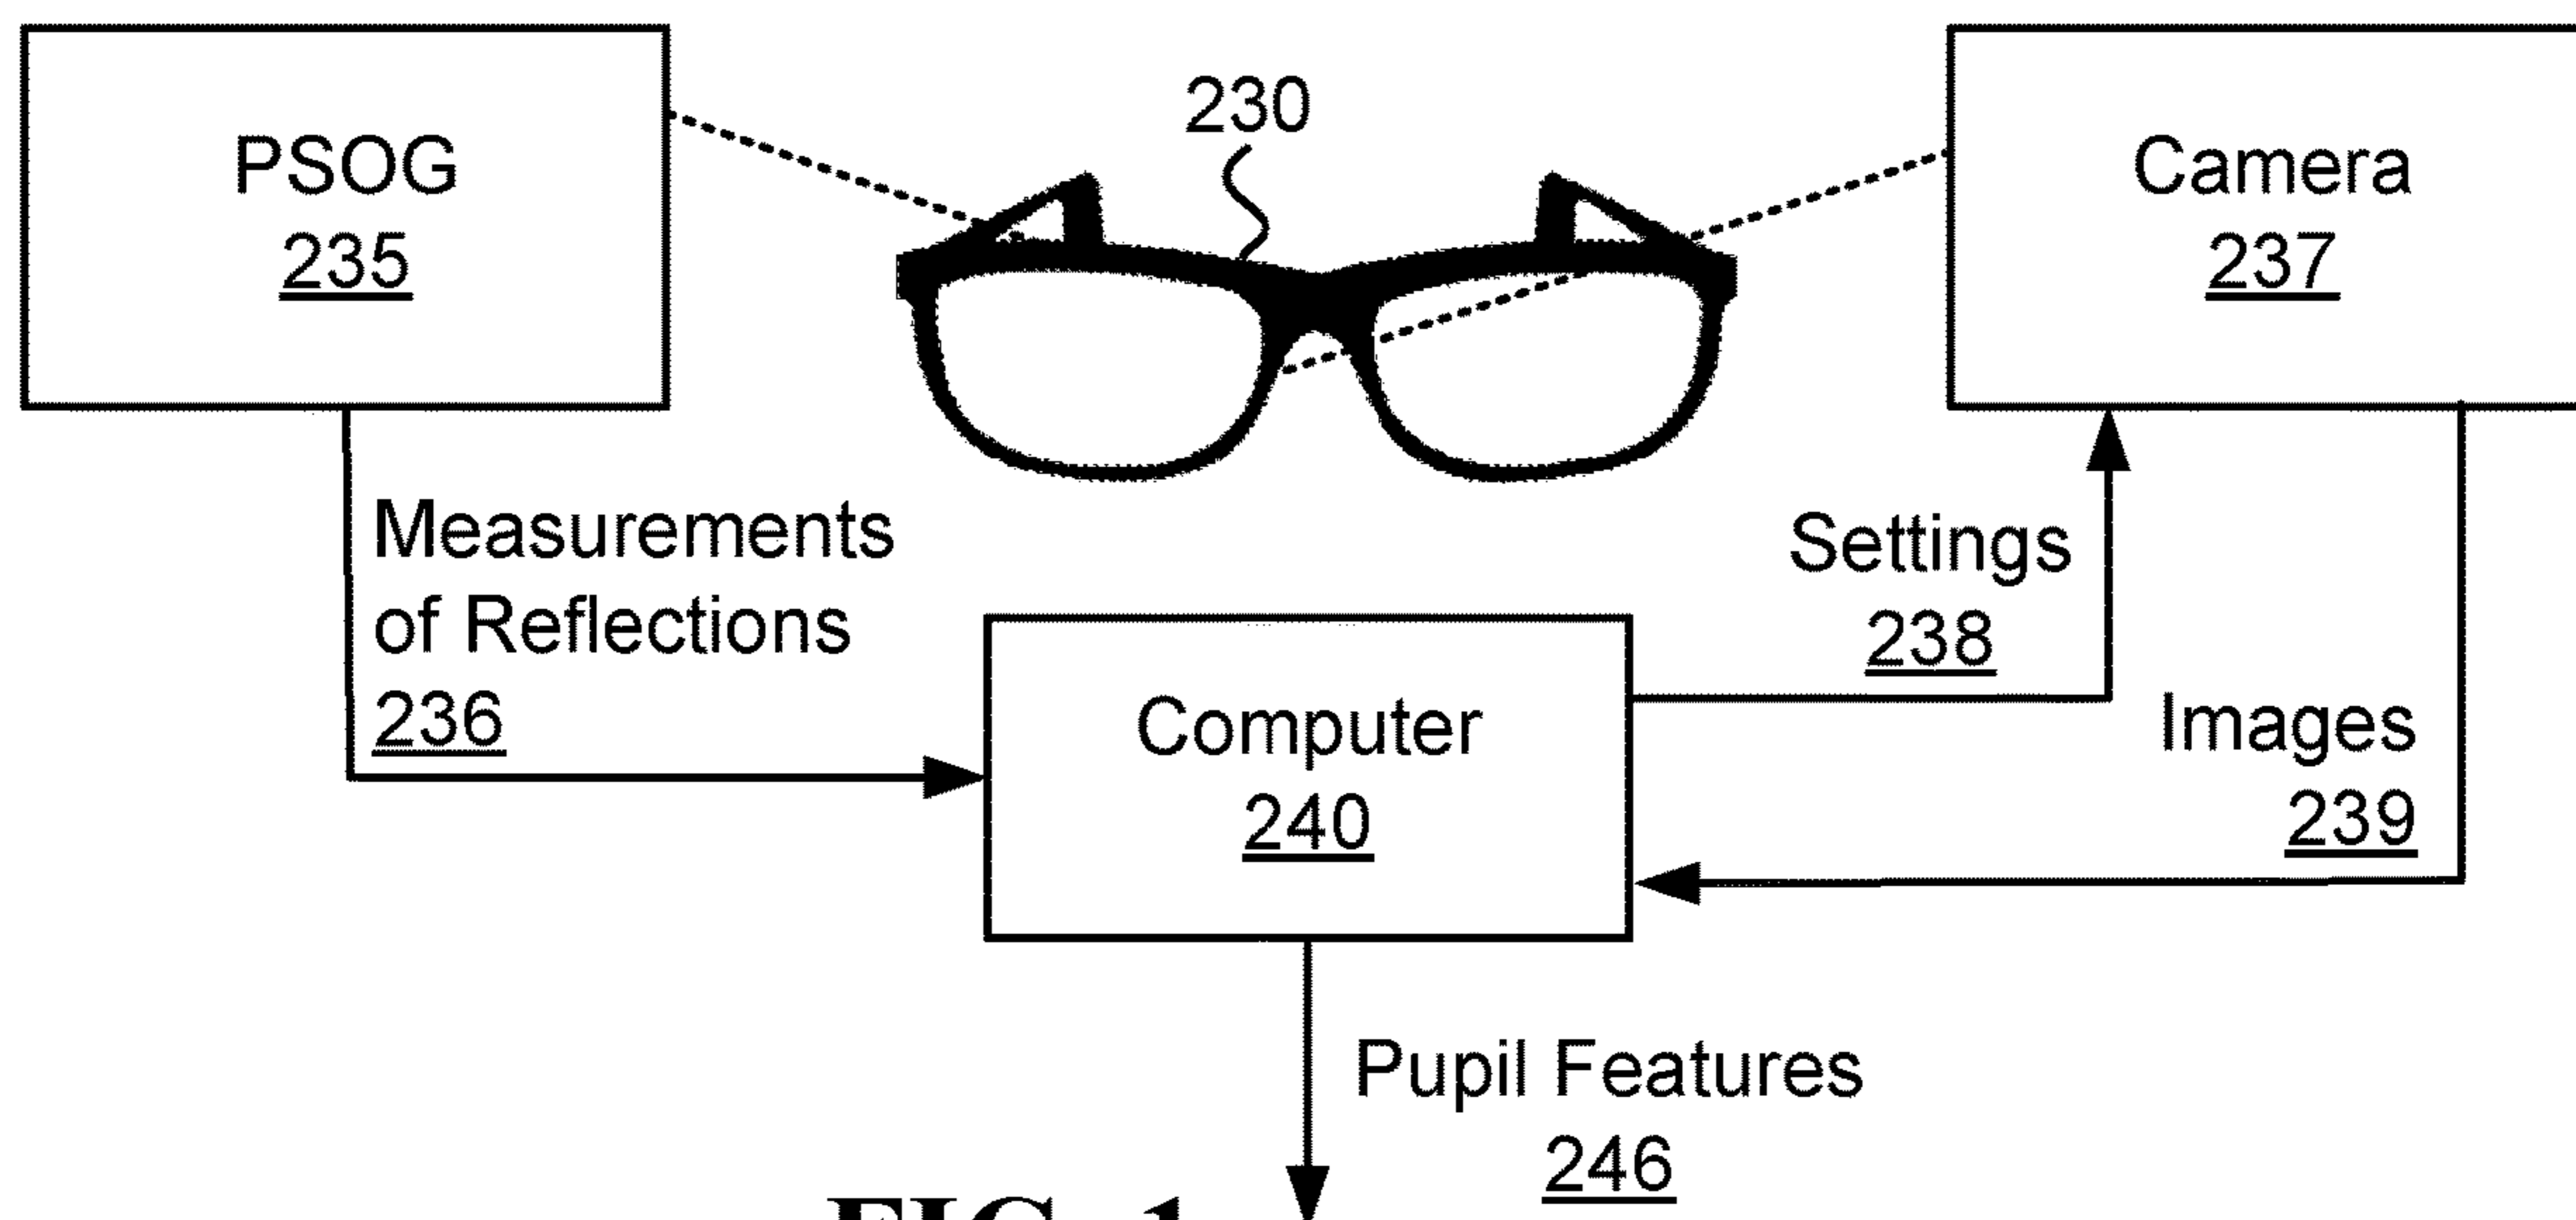 PSOG
235
230
Camera
237
Measurements
of Reflections
236
Settings
238
Computer
240
Images
239
Pupil Features
246